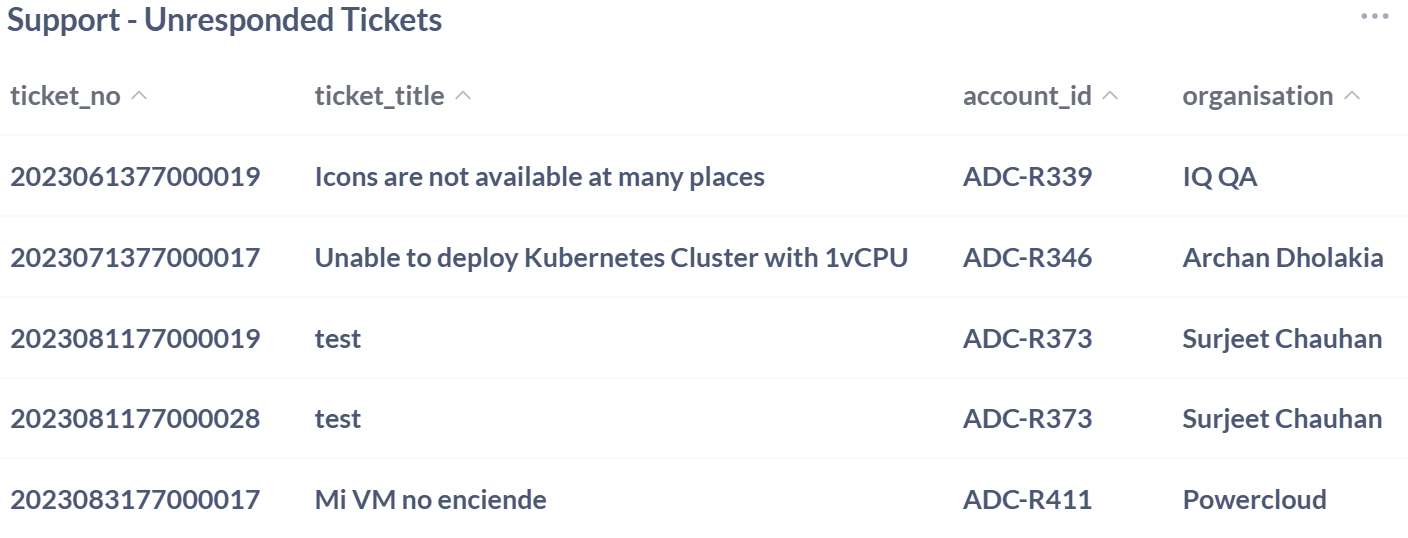 Support - Unresponded Tickets
ticket_no ticket_title account_id organisation
2023061377000019 Icons are not available at many places ADC-R339 IQ QA
2023071377000017 Unable to deploy Kubernetes Cluster with 1vCPU ADC-R346 Archan Dholakia
2023081177000019 test ADC-R373 Surjeet Chauhan
2023081177000028 test ADC-R373 Surjeet Chauhan
2023083177000017 Mi VM no enciende ADC-R411 Powercloud